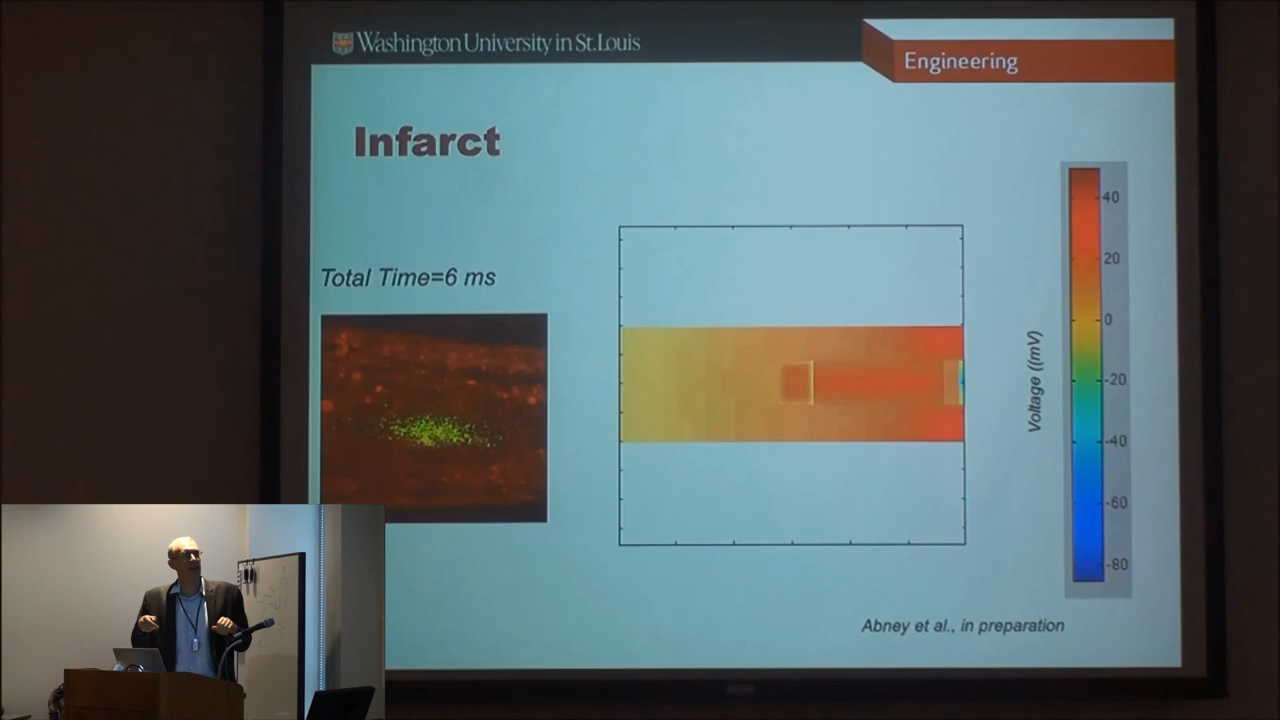 Washington University in St.Louis
Engineering
Infarct
Total Time=6 ms
40
20
0
-20
-40
-60
-80
Voltage ((mV)
Abney et al., in preparation